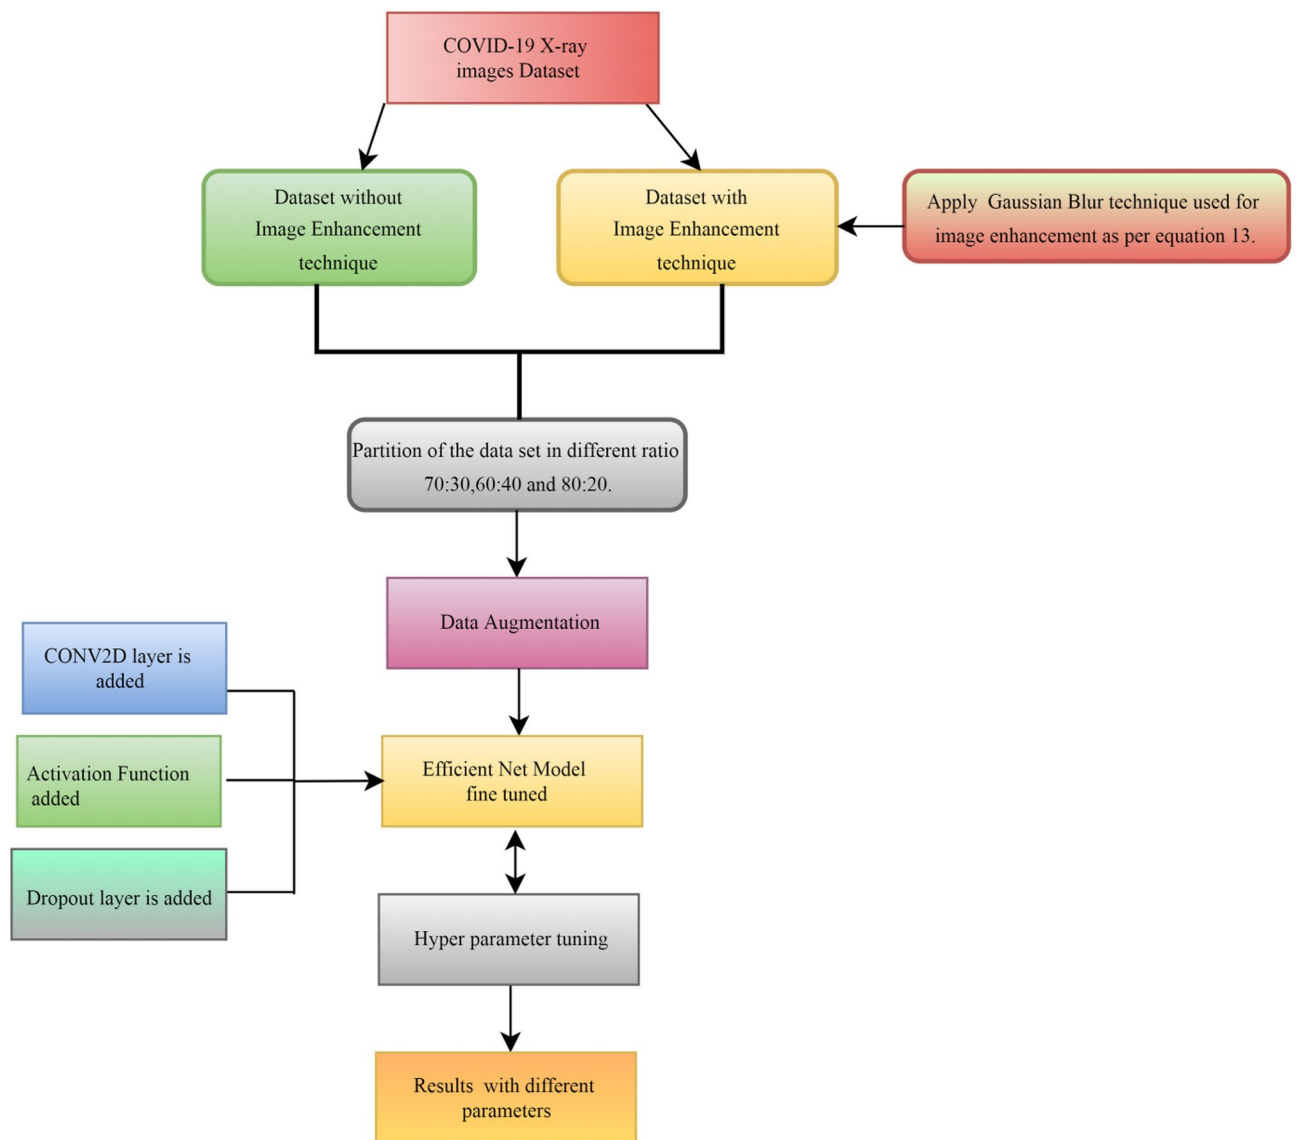 COVID-19 X-ray
images Dataset
Dataset without
Image Enhancement
technique
Dataset with
Image Enhancement
technique
Apply Gaussian Blur technique used for
image enhancement as per equation 13.
Partition of the data set in different ratio
70:30,60:40 and 80:20.
Data Augmentation
CONV2D layer is
added
Activation Function
added
Dropout layer is added
Efficient Net Model
fine tuned
Hyper parameter tuning
Results with different
parameters